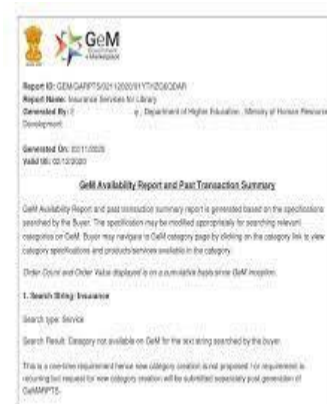 GeM
Government
e-Marketplace
Report Name: Insurance Services for Library
Generated By: , Department of Higher Education , Ministry of Human Resource
Development
Generated On: 02/11/2020
Valid till: 02/12/2020
GeM Availability Report and Past Transaction Summary
GeM Availability Report and past transaction summary report is generated based on the specifications
searched by the Buyer. The specification may be modified appropriately for searching relevant
categories on GeM. Buyer may navigate to GeM category page by clicking on the category link to view
category specifications and products/services available in the category.
Order Count and Order Value displayed is on a cumulative basis since GeM inception.
1. Search String: Insurance
Search type: Service
Search Result: Category not available on GeM for the text string searched by the buyer.
This is a one-time requirement hence new category creation is not proposed / or requirement is
recurring but request for new category creation will be submitted separately post generation of
GeMARPTS.